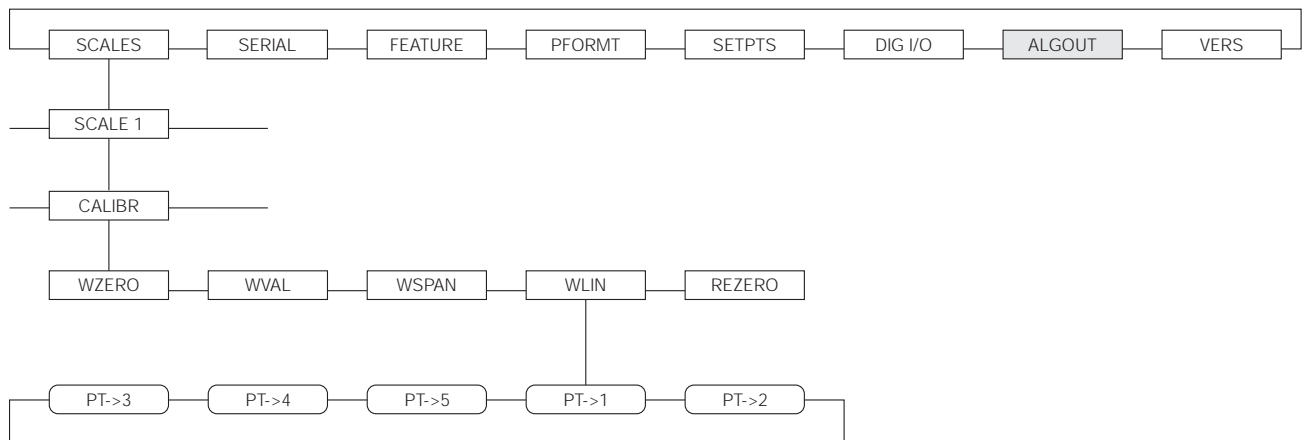 SCALES SERIAL FEATURE PFORMT SETPTS DIG I/O ALGOUT VERS
SCALE 1
CALIBR
WZERO WVAL WSPAN WLIN REZERO
PT->3 PT->4 PT->5 PT->1 PT->2